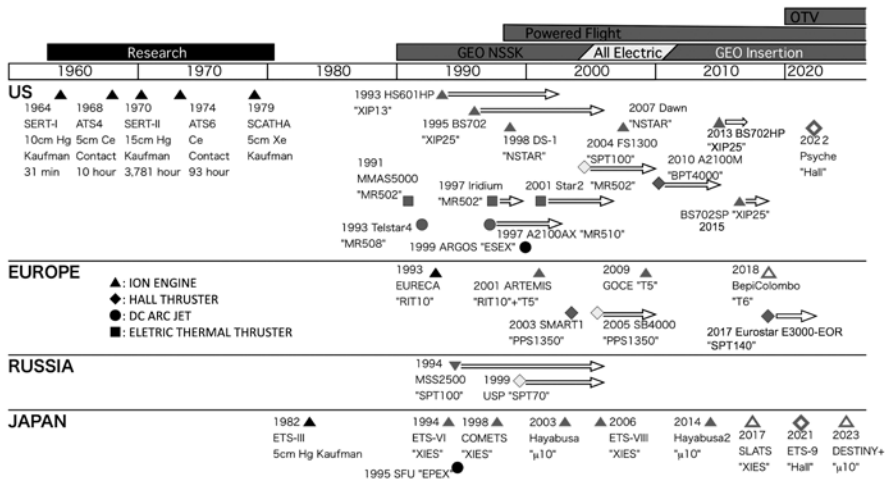 OTV
Powered Flight
Research
GEO NSSK
All Electric
GEO Insertion
1960
1970
1980
1990
2000
2010
2020
US
1964
SERT-I
10cm Hg
Kaufman
31 min
1968
ATS4
5cm Ce
Contact
10 hour
1970
SERT-II
15cm Hg
Kaufman
3,781 hour
1974
ATS6
Ce
Contact
93 hour
1979
SCATHA
5cm Xe
Kaufman
1993 HS601HP
"XIP13"
1995 BS702
"XIP25"
1998 DS-1
"NSTAR"
2007 Dawn
"NSTAR"
2004 FS1300
"SPT100"
2013 BS702HP
"XIP25"
2010 A2100M
"BPT4000"
2022
Psyche
"Hall"
1991
MMAS5000
"MR502"
1997 Iridium
"MR502"
2001 Star2 "MR502"
BS702SP "XIP25"
2015
1993 Telstar4
"MR508"
1997 A2100AX "MR510"
1999 ARGOS "ESEX"
EUROPE
▲: ION ENGINE
◆: HALL THRUSTER
●: DC ARC JET
■: ELETRIC THERMAL THRUSTER
1993
EURECA
"RIT10"
2001 ARTEMIS
"RIT10"+"T5"
2009
GOCE "T5"
2018
BepiColombo
"T6"
2003 SMART1
"PPS1350"
2005 SB4000
"PPS1350"
2017 Eurostar E3000-EOR
"SPT140"
RUSSIA
1994
MSS2500
"SPT100"
1999
USP "SPT70"
JAPAN
1982
ETS-III
5cm Hg Kaufman
1994
ETS-VI
"XIES"
1998
COMETS
"XIES"
2003
Hayabusa
"μ10"
2006
ETS-VIII
"XIES"
2014
Hayabusa2
"μ10"
2017
SLATS
"XIES"
2021
ETS-9
"Hall"
2023
DESTINY+
"μ10"
1995 SFU "EPEX"